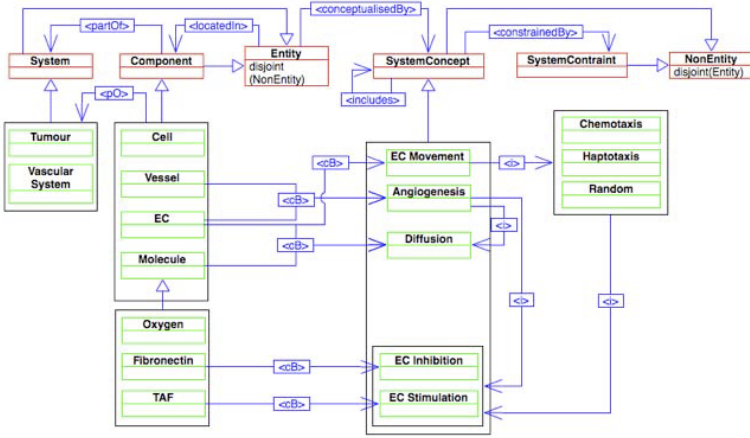 <conceptualisedBy>
<partOf>
<locatedIn>
System
Component
Entity
disjoint
(NonEntity)
SystemConcept
<constrainedBy>
SystemContraint
NonEntity
disjoint(Entity)
<includes>
<pO>
Tumour
Vascular
System
Cell
Vessel
EC
Molecule
<cB>
<cB>
<cB>
EC Movement
Angiogenesis
Diffusion
<i>
<i>
Chemotaxis
Haptotaxis
Random
<i>
<i>
Oxygen
Fibronectin
TAF
<cB>
<cB>
EC Inhibition
EC Stimulation